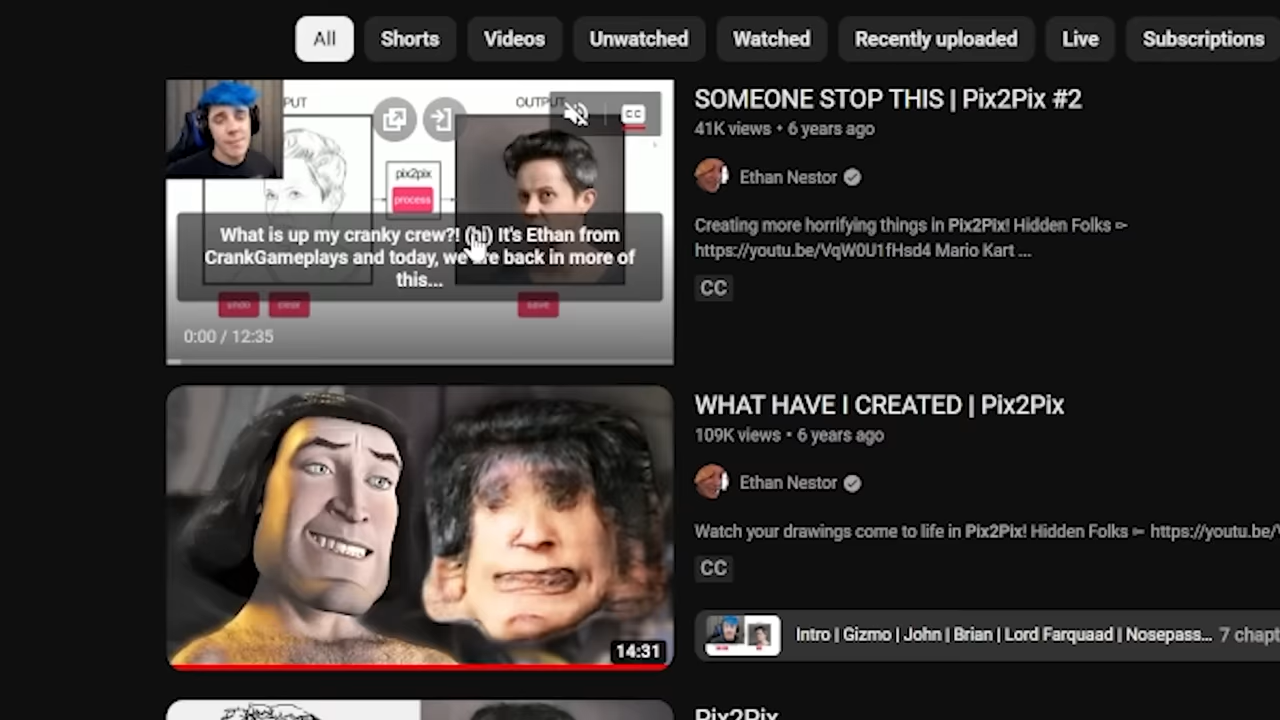 All Shorts Videos Unwatched Watched Recently uploaded Live Subscriptions
PUT
OUTPUT
CC
pix2pix
process
What is up my cranky crew?! (hi) It's Ethan from
CrankGameplays and today, we are back in more of
this...
undo clear save
0:00 / 12:35
SOMEONE STOP THIS | Pix2Pix #2
41K views • 6 years ago
Ethan Nestor
Creating more horrifying things in Pix2Pix! Hidden Folks ➳
https://youtu.be/VqW0U1fHsd4 Mario Kart ...
CC
14:31
WHAT HAVE I CREATED | Pix2Pix
109K views • 6 years ago
Ethan Nestor
Watch your drawings come to life in Pix2Pix! Hidden Folks ➳ https://youtu.be/
CC
Intro | Gizmo | John | Brian | Lord Farquaad | Nosepass... 7 chapt
Pix2Pix